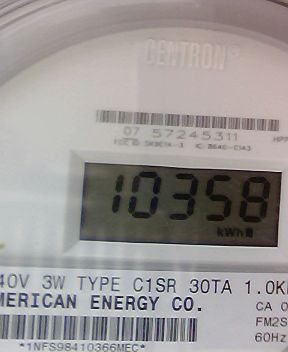 CENTRON®
07 57245311
10358
kWh
40V 3W TYPE C1SR 30TA 1.0K
MERICAN ENERGY CO.
CA 0
FM2S
60Hz
*1NFS98410366MEC*